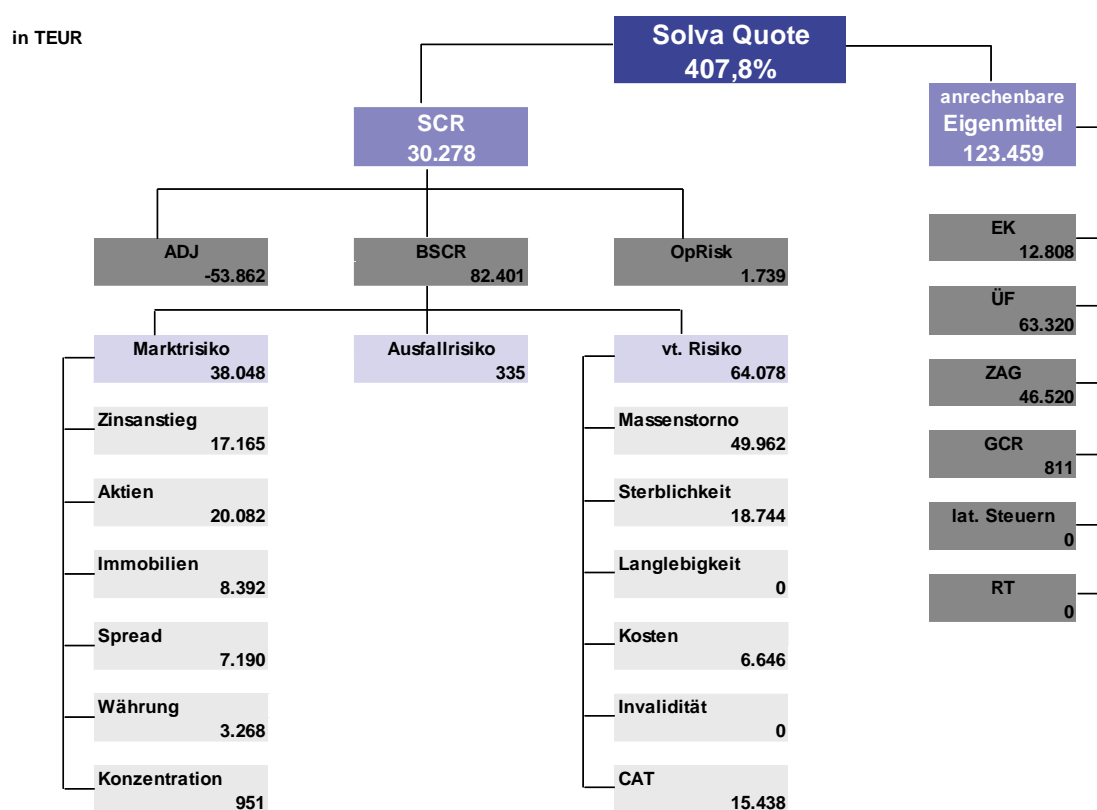 in TEUR
Solva Quote
407,8%
SCR
30.278
anrechenbare
Eigenmittel
123.459
ADJ
-53.862
BSCR
82.401
OpRisk
1.739
Marktrisiko
38.048
Ausfallrisiko
335
vt. Risiko
64.078
Zinsanstieg
17.165
Aktien
20.082
Immobilien
8.392
Spread
7.190
Währung
3.268
Konzentration
951
Massenstorno
49.962
Sterblichkeit
18.744
Langlebigkeit
0
Kosten
6.646
Invalidität
0
CAT
15.438
EK
12.808
ÜF
63.320
ZAG
46.520
GCR
811
lat. Steuern
0
RT
0